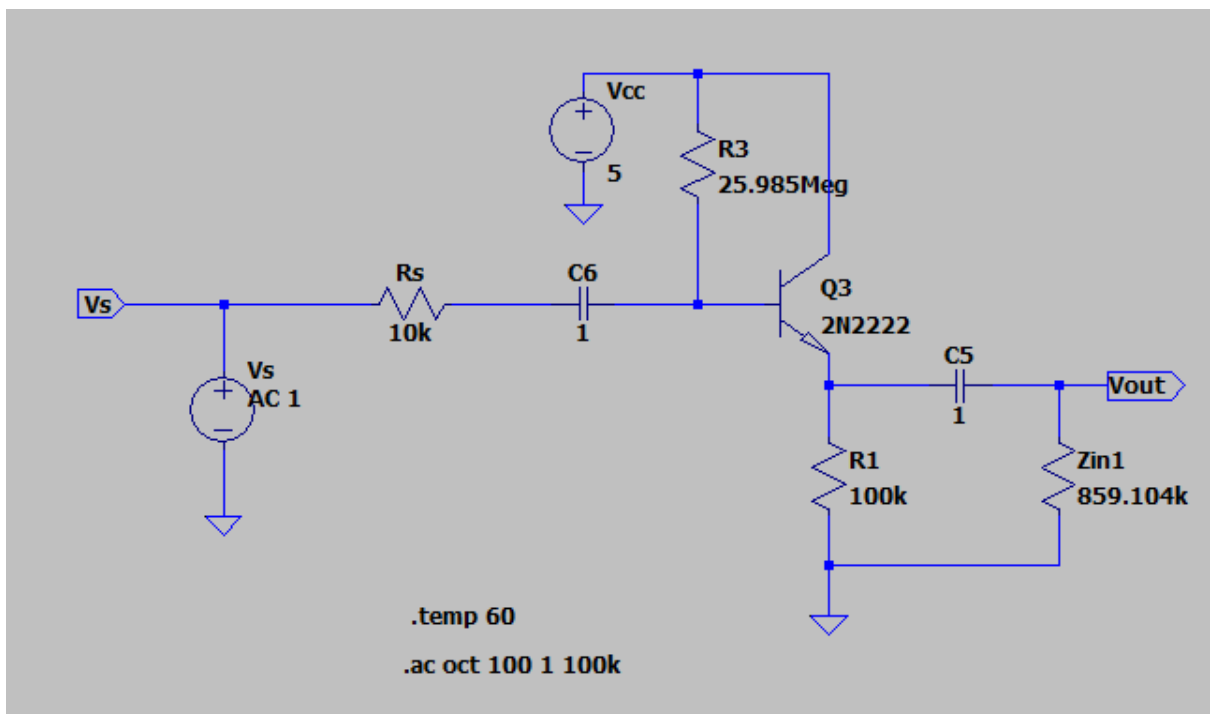 Vcc
5
R3
25.985Meg
Vs
Rs
10k
C6
1
Q3
2N2222
Vs
AC 1
C5
1
Vout
R1
100k
Zin1
859.104k
.temp 60
.ac oct 100 1 100k